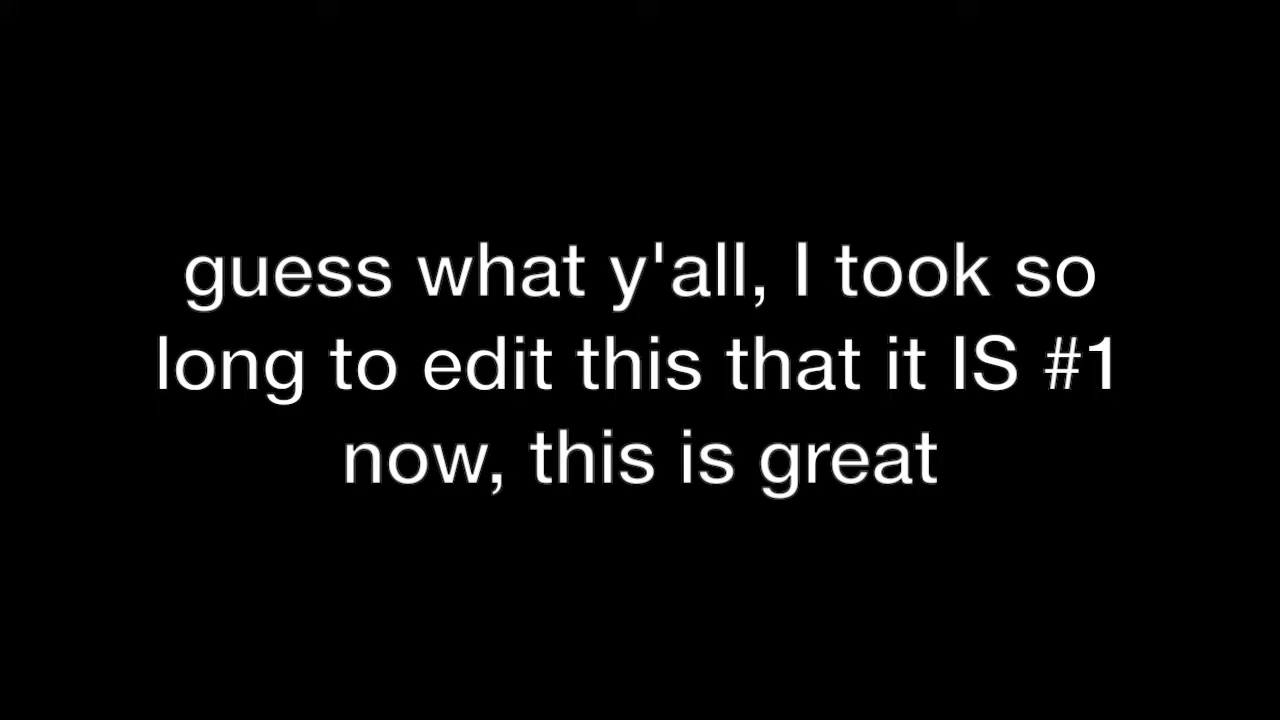 guess what y'all, I took so
long to edit this that it IS #1
now, this is great